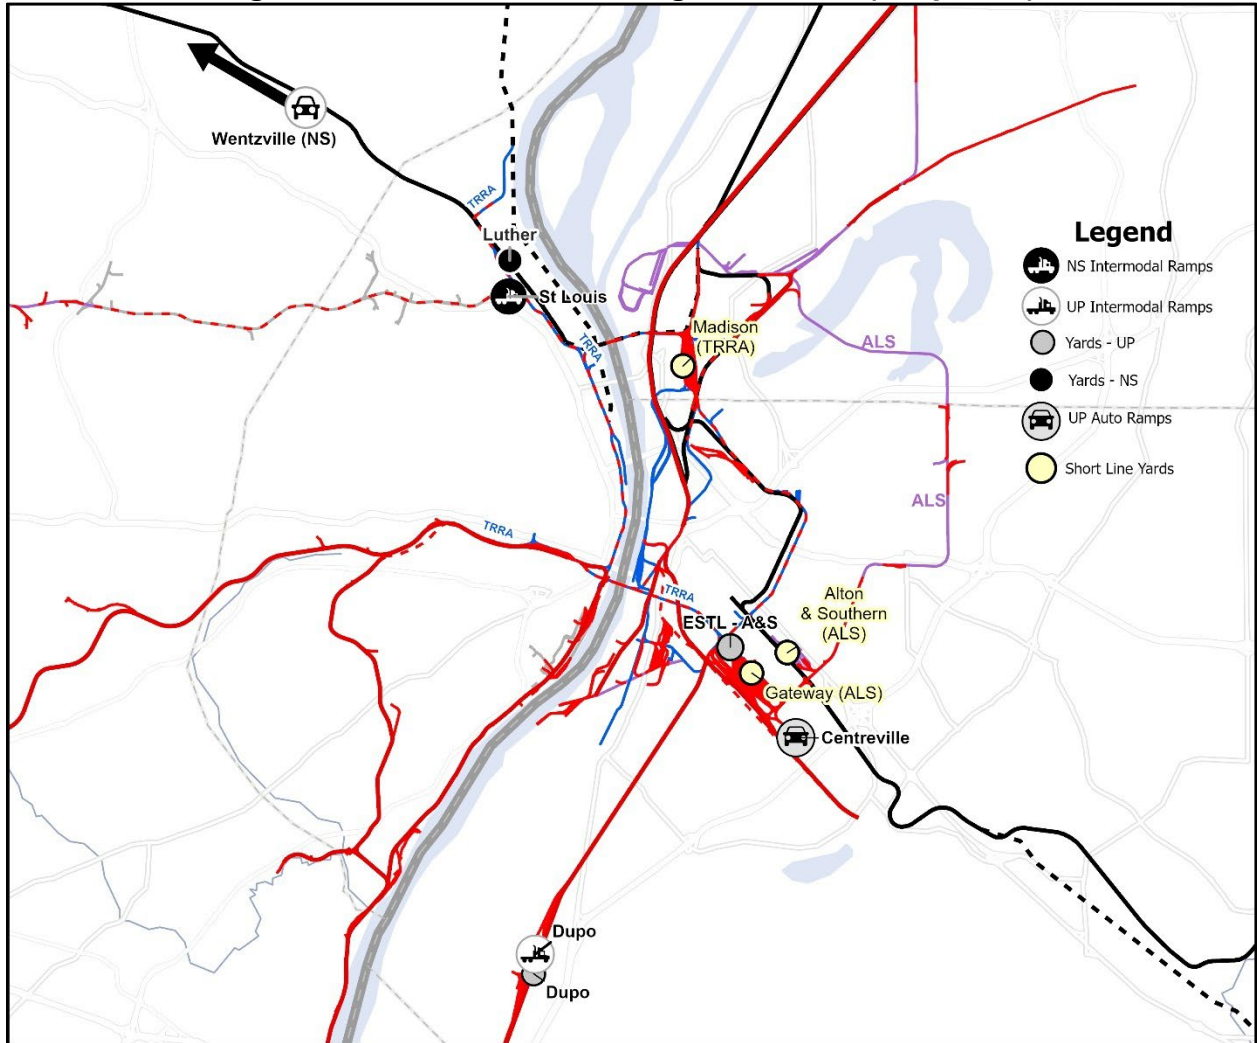 Wentzville (NS)
TRRA
Luther
St Louis
TRRA
Madison
(TRRA)
ALS
ALS
TRRA
TRRA
ESTL - A&S
Alton
& Southern
(ALS)
Gateway (ALS)
Centreville
Dupo
Dupo
Legend
NS Intermodal Ramps
UP Intermodal Ramps
Yards - UP
Yards - NS
UP Auto Ramps
Short Line Yards